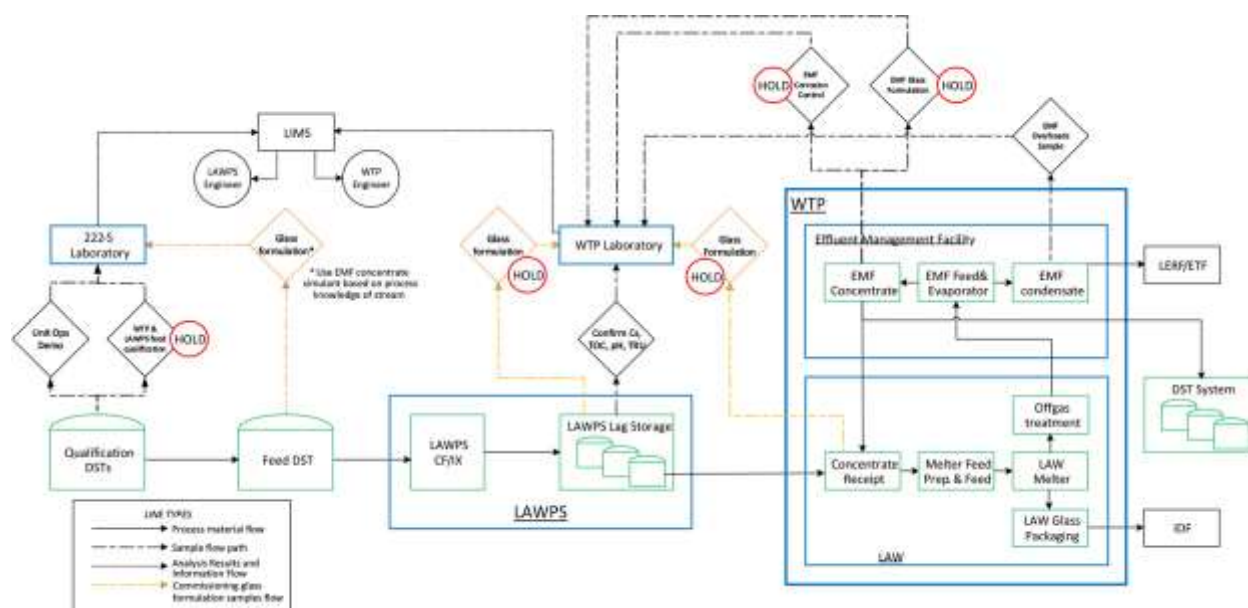 HOLD
EMF
Corrosion
Control
EMF Glass
Formulation
HOLD
EMF
Overheads
Sample
LIMS
LAWPS
Engineer
WTP
Engineer
222-S
Laboratory
Glass
formulation*
* Use EMF concentrate
simulant based on process
knowledge of stream
Glass
Formulation
HOLD
WTP Laboratory
Glass
Formulation
HOLD
WTP
Effluent Management Facility
EMF
Concentrate
EMF Feed&
Evaporator
EMF
condensate
LERF/ETF
Unit Ops
Demo
WTP &
LAWPS feed
qualification
HOLD
Confirm Cs,
TOC, pH, TRU
DST System
Qualification
DSTs
Feed DST
LAWPS
CF/IX
LAWPS Lag Storage
LAWPS
Offgas
treatment
Concentrate
Receipt
Melter Feed
Prep. & Feed
LAW
Melter
LAW Glass
Packaging
LAW
IDF
LINE TYPES
Process material flow
Sample flow path
Analysis Results and
Information Flow
Commissioning glass
formulation samples flow